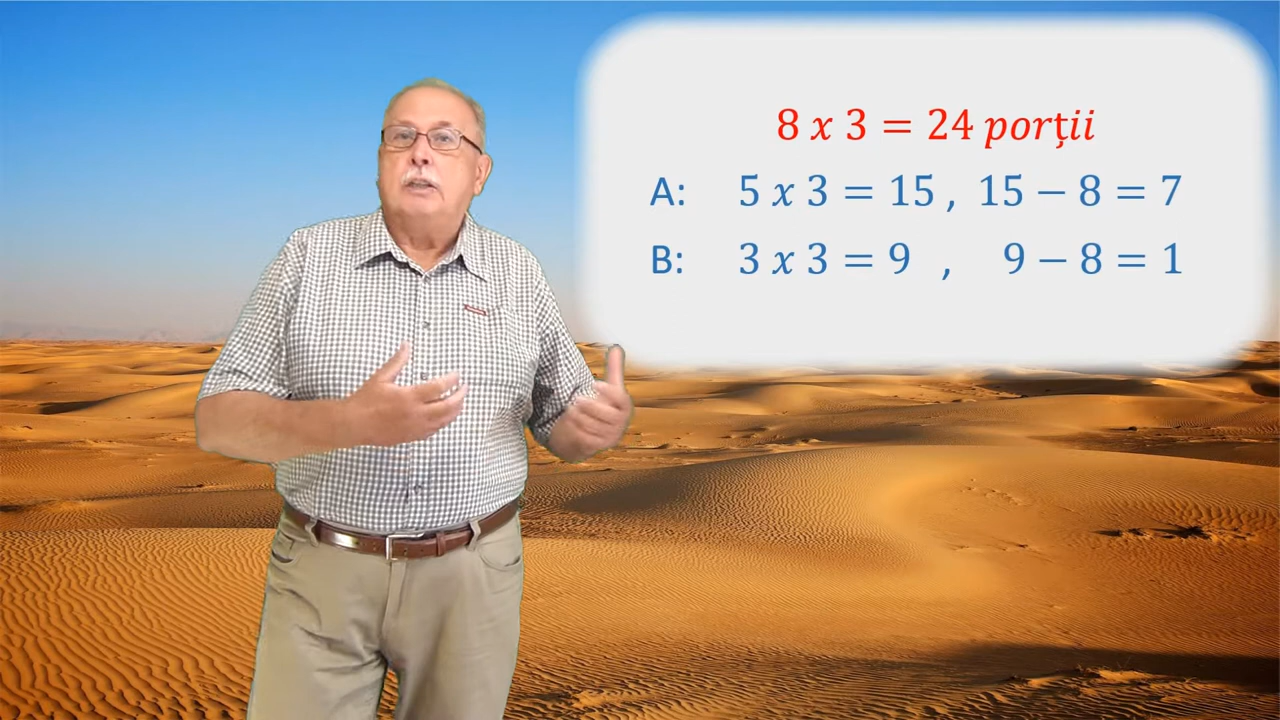 8 x 3 = 24 porții
A: 5 x 3 = 15 , 15 − 8 = 7
B: 3 x 3 = 9 , 9 − 8 = 1